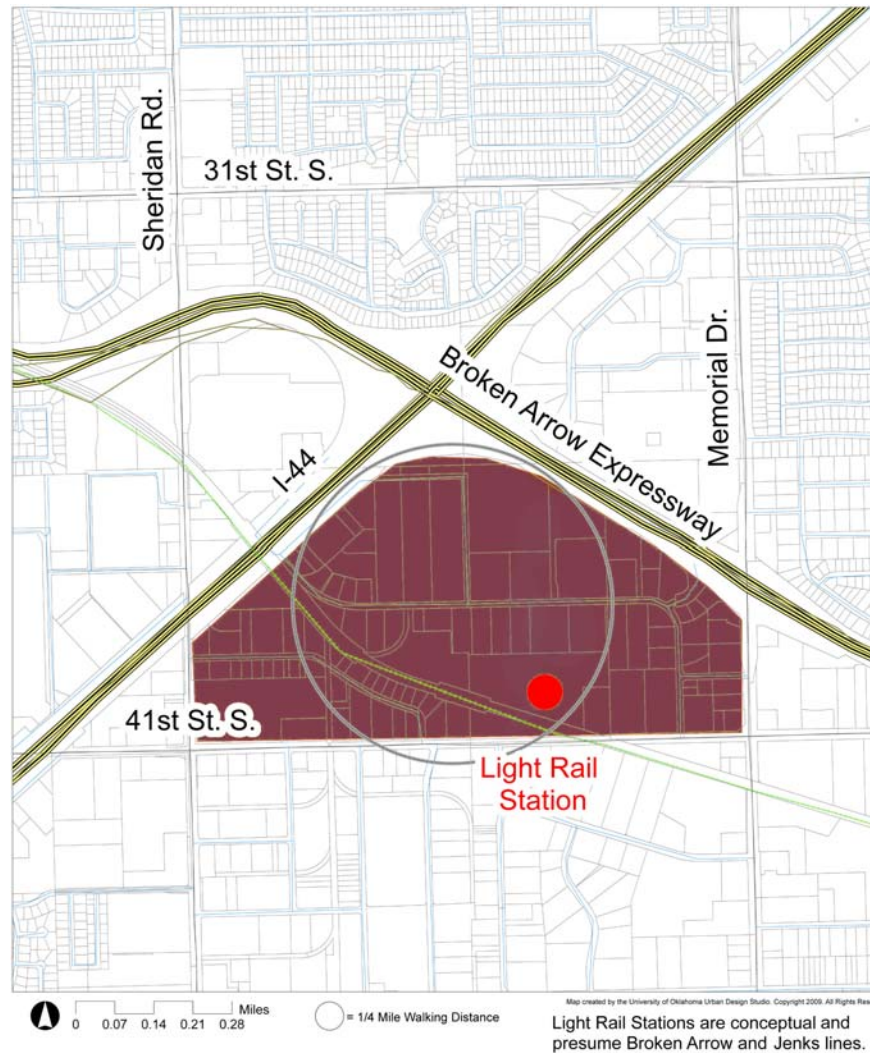 Sheridan Rd.
31st St. S.
Broken Arrow Expressway
Memorial Dr.
I-44
41st St. S.
Light Rail
Station
Miles
0 0.07 0.14 0.21 0.28
= 1/4 Mile Walking Distance
Map created by the University of Oklahoma Urban Design Studio. Copyright 2009. All Rights Res
Light Rail Stations are conceptual and
presume Broken Arrow and Jenks lines.